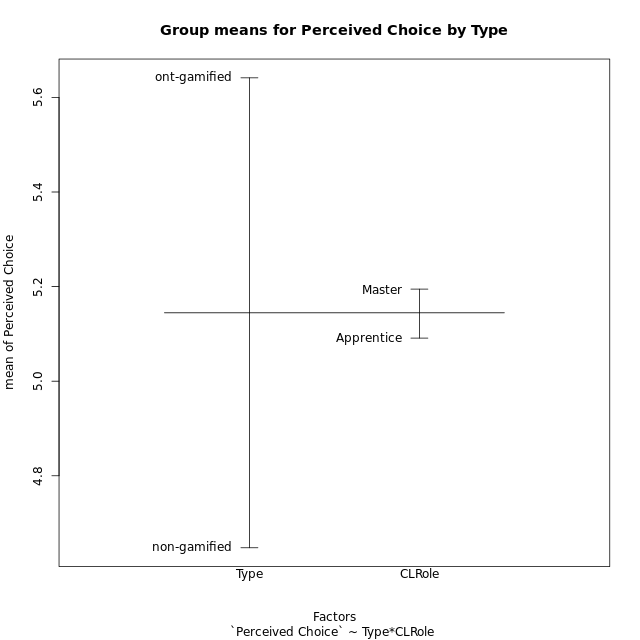 Group means for Perceived Choice by Type
mean of Perceived Choice
5.6
5.4
5.2
5.0
4.8
ont-gamified
non-gamified
Master
Apprentice
Type
CLRole
Factors
`Perceived Choice` ~ Type*CLRole